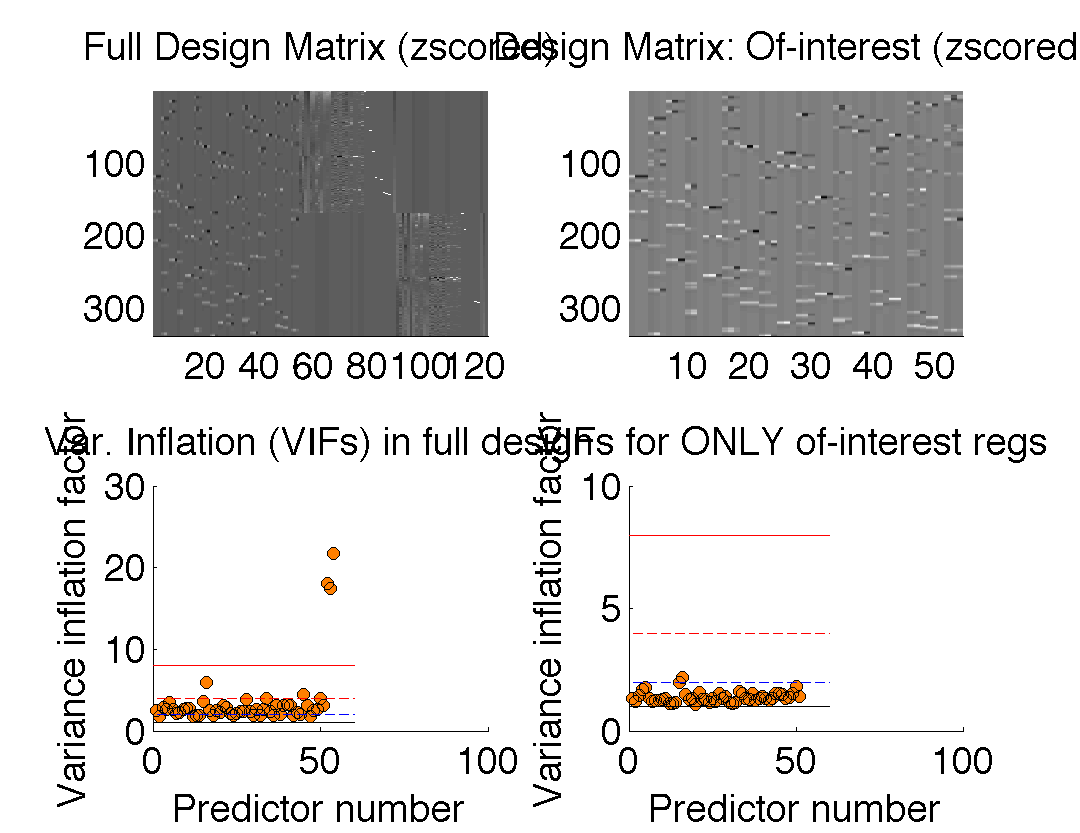 Full Design Matrix (zscored)
Design Matrix: Of-interest (zscored
100
200
300
20 40 60 80 100 120
100
200
300
10 20 30 40 50
Var. Inflation (VIFs) in full design
VIFs for ONLY of-interest regs
Variance inflation factor
30
20
10
0
0 50 100
Predictor number
Variance inflation factor
10
5
0
0 50 100
Predictor number